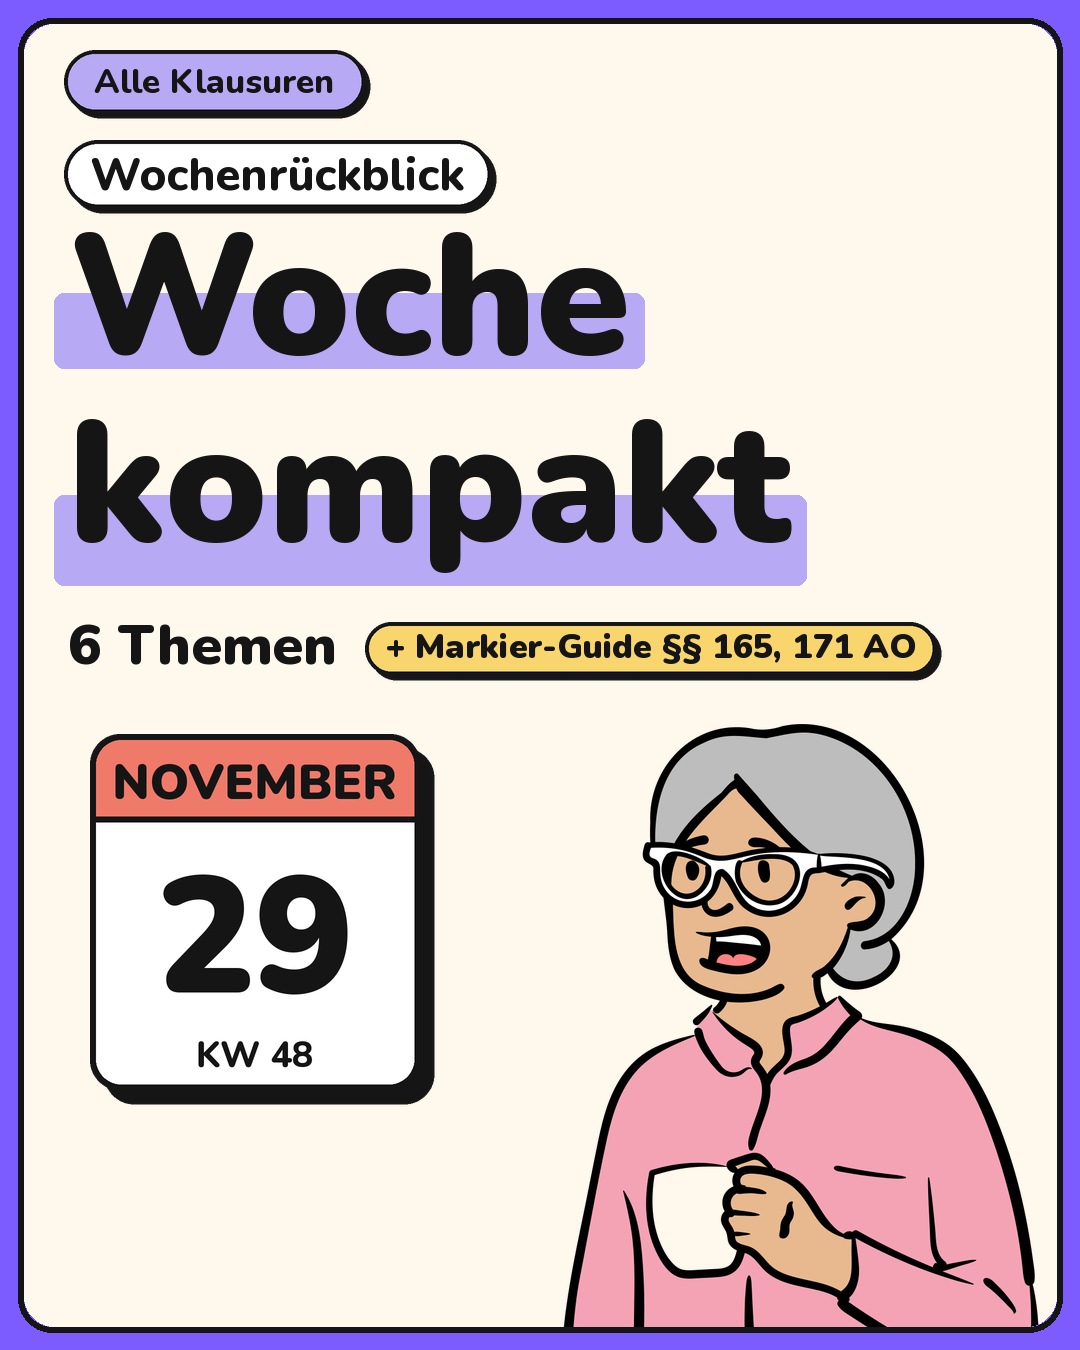 Alle Klausuren
Wochenrückblick
Woche
kompakt
6 Themen
+ Markier-Guide §§ 165, 171 AO
NOVEMBER
29
KW 48